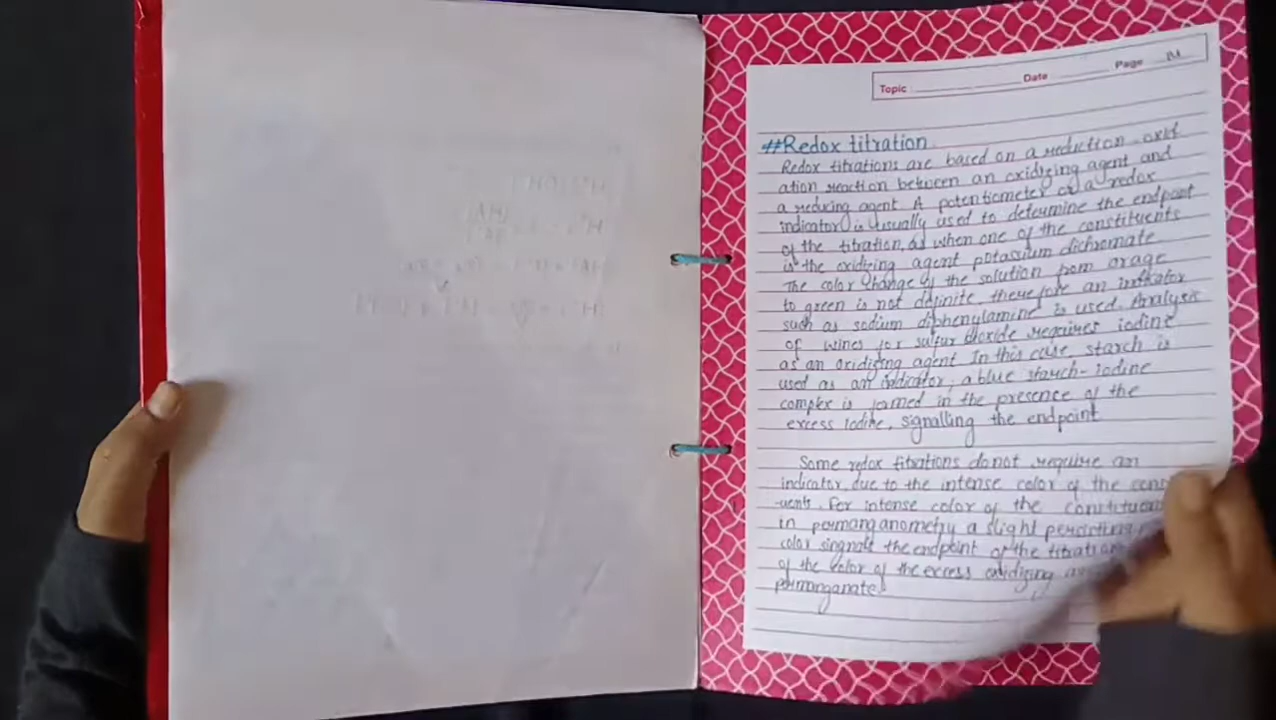 Topic Date Page 14
#Redox titration
Redox titrations are based on a reduction-oxid
ation reaction between an oxidizing agent and
a reducing agent. A potentiometer or a redox
indicator is usually used to determine the endpoint
of the titration, as when one of the constituents
is the oxidizing agent potassium dichromate
The color change of the solution from orage
to green is not definite therefore an indicator
such as sodium diphenylamine is used. Analysis
of wines for sulfur dioxide requires iodine
as an oxidizing agent In this case, starch is
used as an indicator, a blue starch-iodine
complex is formed in the presence of the
excess iodine, signalling the endpoint
Some redox titrations do not require an
indicator, due to the intense color of the cons
uents. For intense color of the constituen
in permanganometry a slight persisting
color singnals the endpoint of the titration
of the color of the excess oxidizing
permanganate